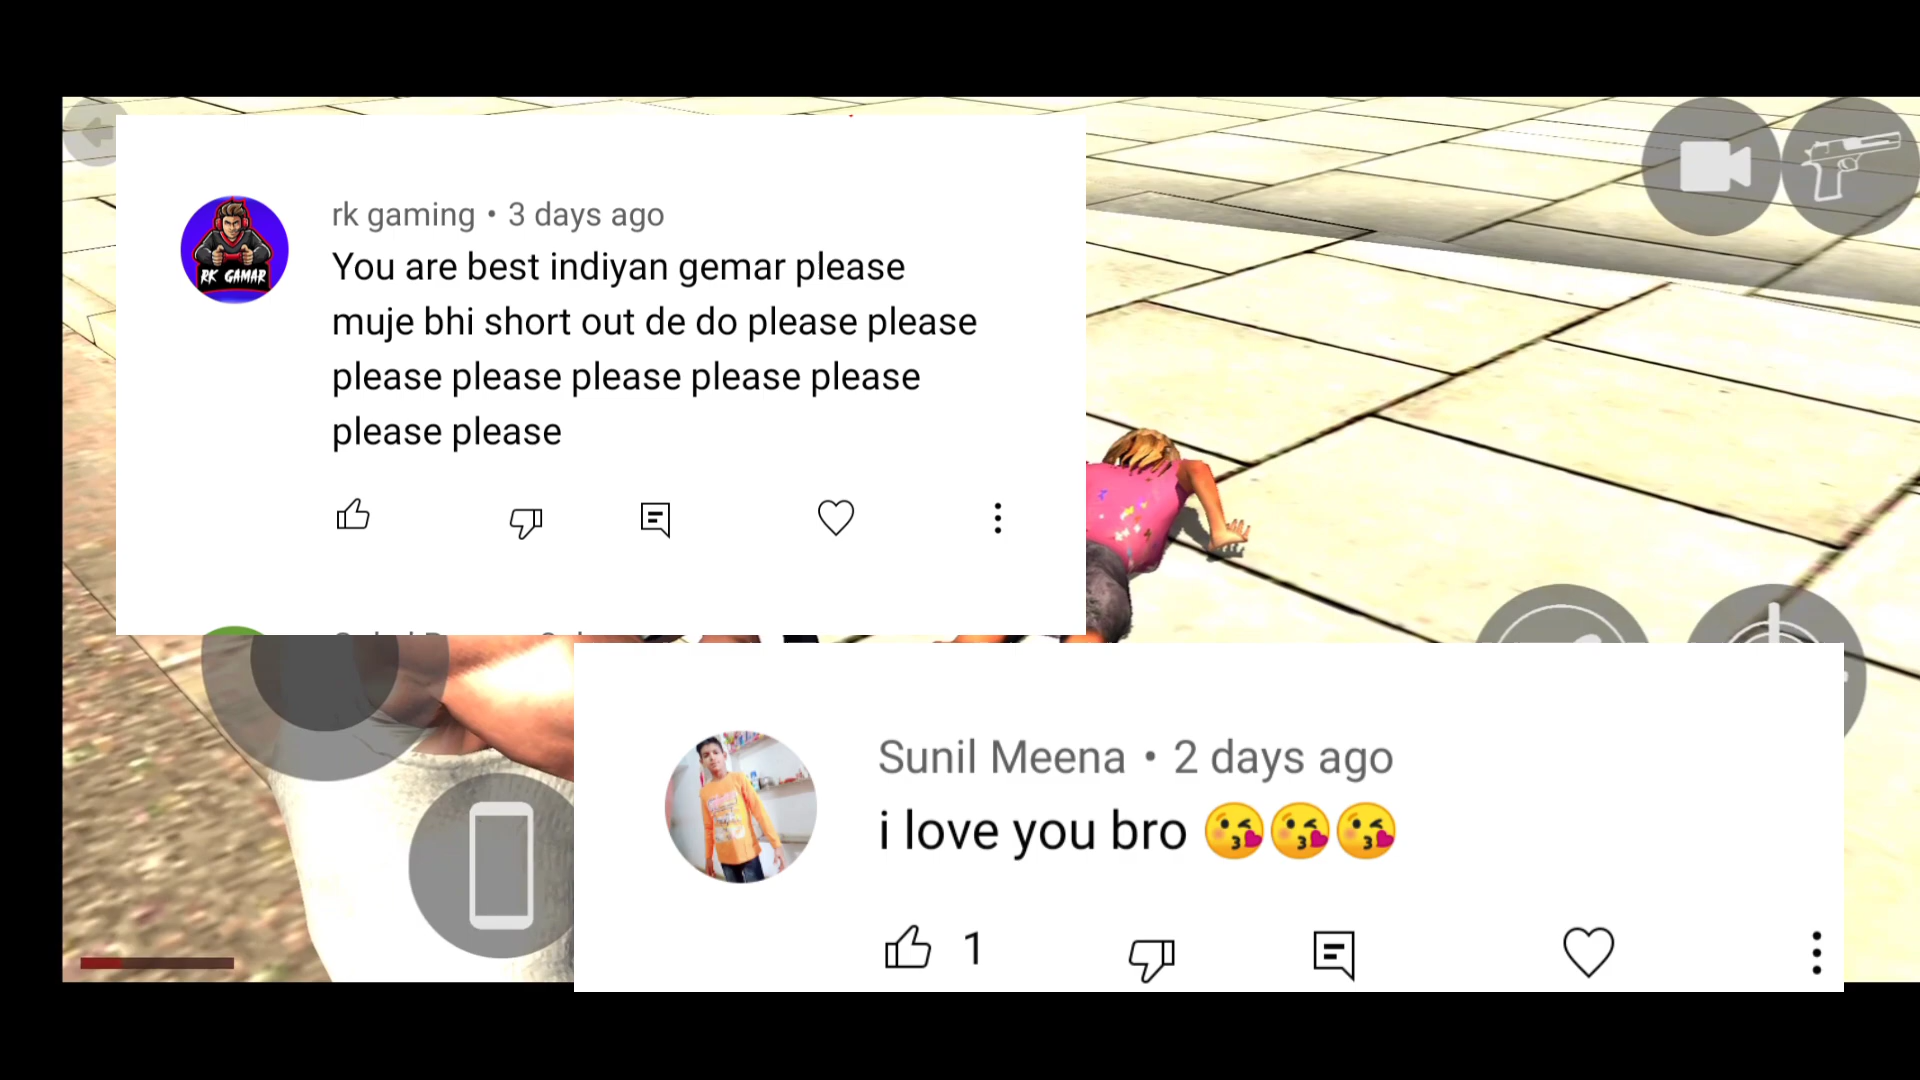 rk gaming • 3 days ago
You are best indiyan gemar please
muje bhi short out de do please please
please please please please please
please please
RK GAMAR
Sunil Meena • 2 days ago
i love you bro 😘😘😘
1